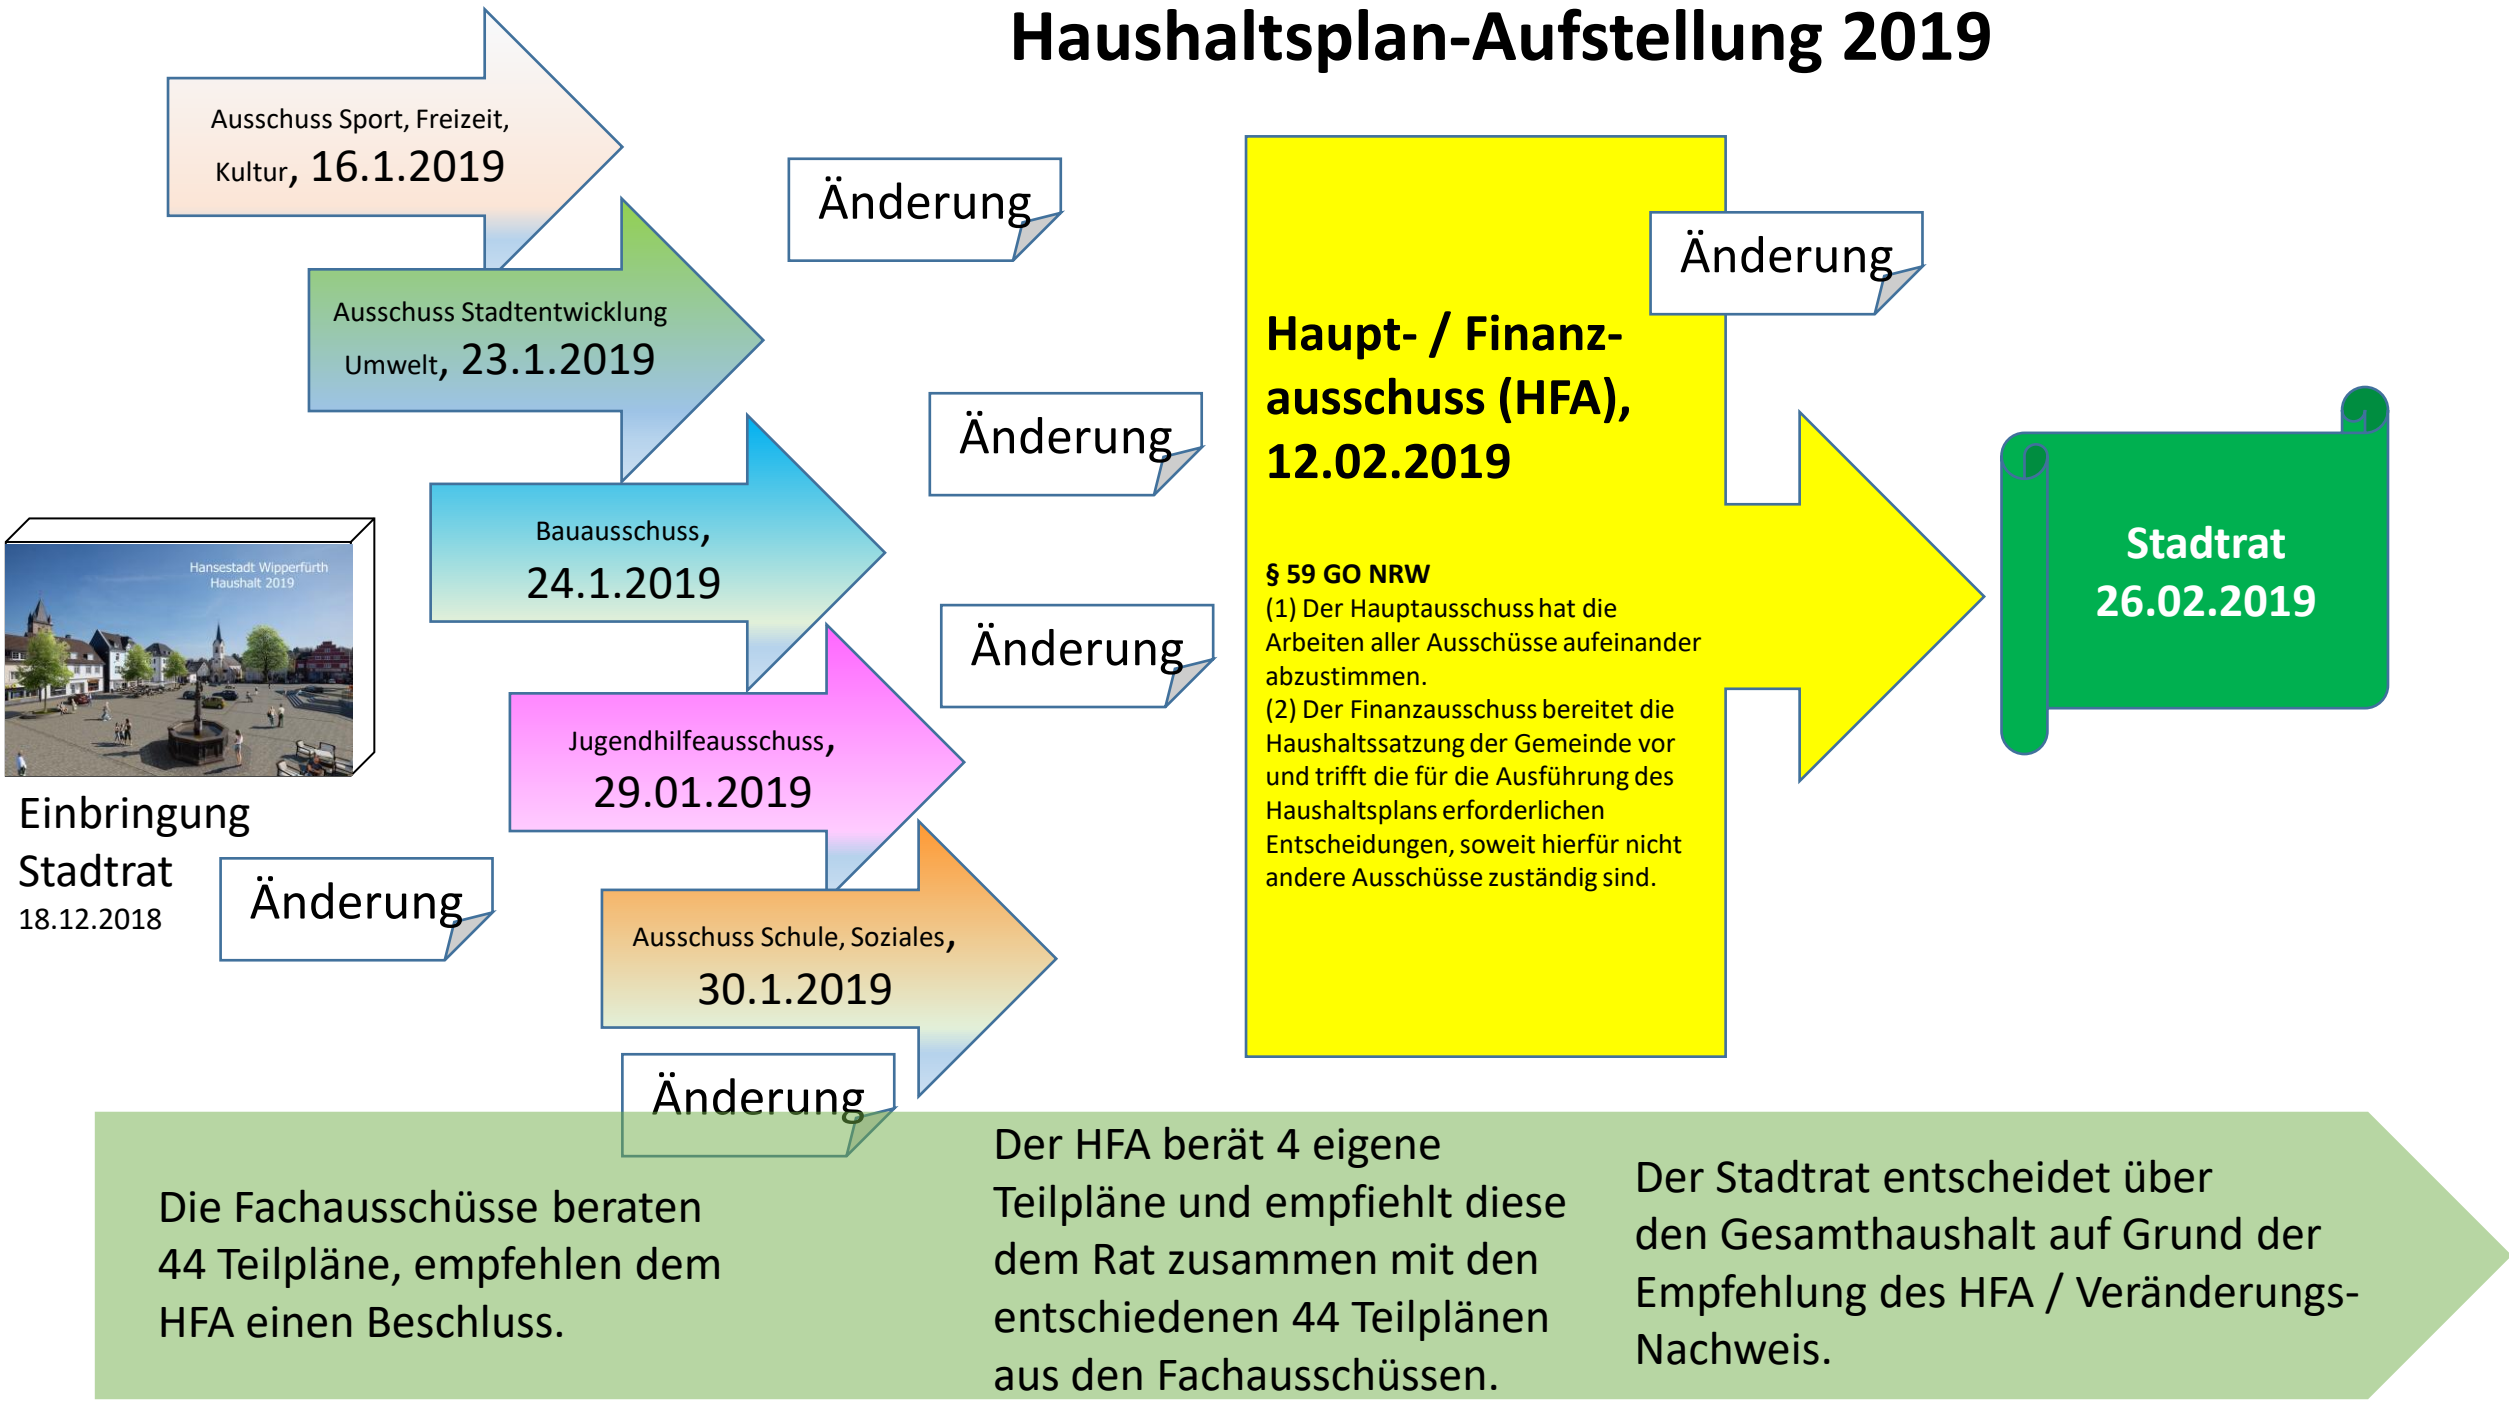 Haushaltsplan-Aufstellung 2019
Ausschuss Sport, Freizeit,
Kultur, 16.1.2019
Änderung
Änderung
Ausschuss Stadtentwicklung
Umwelt, 23.1.2019
Haupt- / Finanz-
ausschuss (HFA),
12.02.2019
Änderung
Bauausschuss,
24.1.2019
Hansestadt Wipperfürth
Haushalt 2019
Stadtrat
26.02.2019
§ 59 GO NRW
(1) Der Hauptausschuss hat die
Arbeiten aller Ausschüsse aufeinander
abzustimmen.
(2) Der Finanzausschuss bereitet die
Haushaltssatzung der Gemeinde vor
und trifft die für die Ausführung des
Haushaltsplans erforderlichen
Entscheidungen, soweit hierfür nicht
andere Ausschüsse zuständig sind.
Änderung
Jugendhilfeausschuss,
29.01.2019
Einbringung
Stadtrat
18.12.2018
Änderung
Ausschuss Schule, Soziales,
30.1.2019
Änderung
Die Fachausschüsse beraten
44 Teilpläne, empfehlen dem
HFA einen Beschluss.
Der HFA berät 4 eigene
Teilpläne und empfiehlt diese
dem Rat zusammen mit den
entschiedenen 44 Teilplänen
aus den Fachausschüssen.
Der Stadtrat entscheidet über
den Gesamthaushalt auf Grund der
Empfehlung des HFA / Veränderungs-
Nachweis.